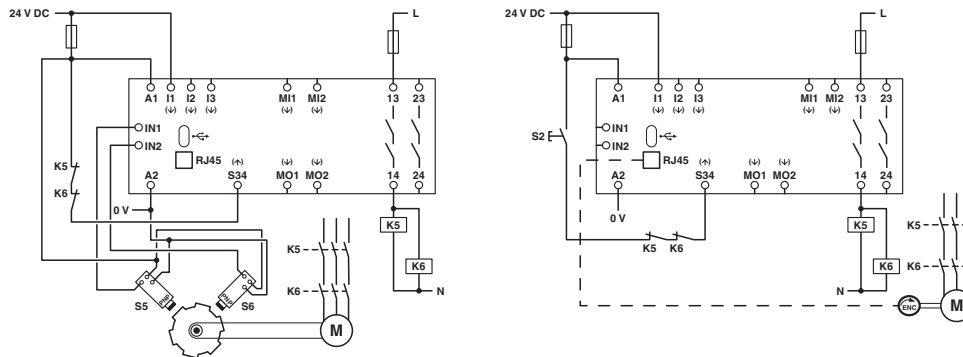 24 V DC
L
A1 I1 I2 I3 MI1 MI2 13 23
(↓) (↓) (↓) (↓)
IN1
IN2
RJ45
K5
K6
(↑) (↓) (↓)
A2 S34 MO1 MO2 14 24
0 V
K5
K6
N
K5
K6
PNP
PNP
S5
S6
M
24 V DC
L
A1 I1 I2 I3 MI1 MI2 13 23
(↓) (↓) (↓) (↓) (↓)
S2
IN1
IN2
RJ45
(↑) (↓) (↓)
A2 S34 MO1 MO2 14 24
0 V
K5 K6
K5
K6
N
K5
K6
ENC
M